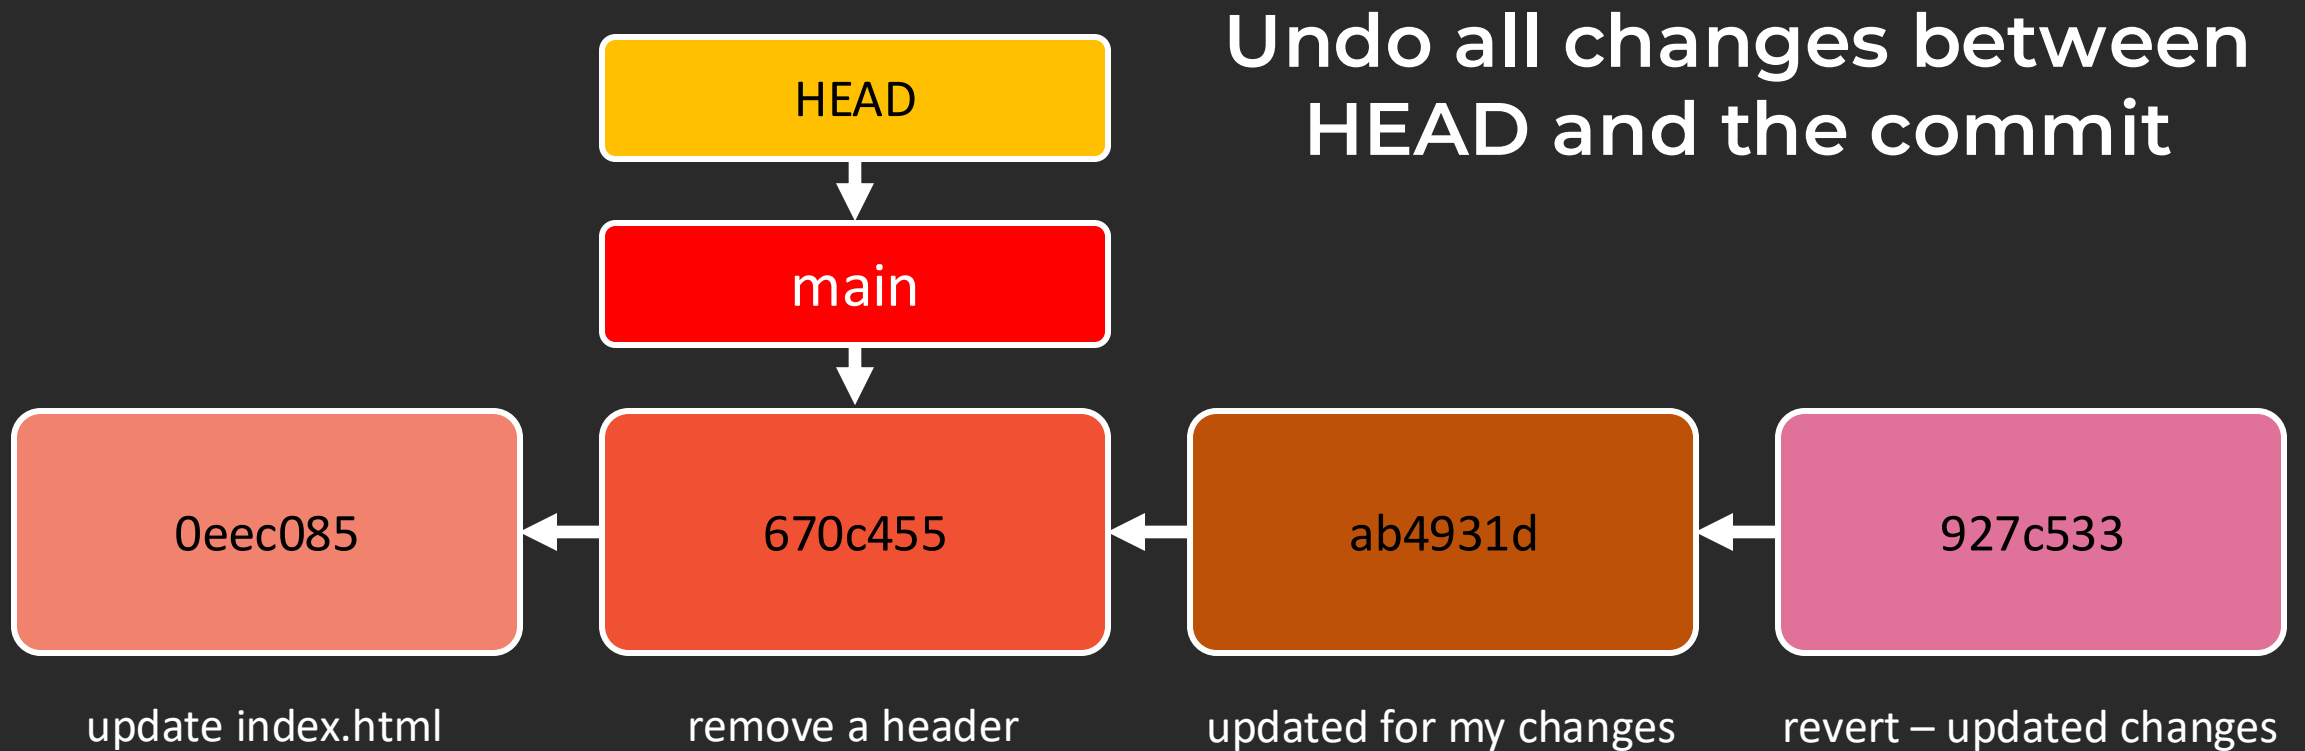 Undo all changes between
HEAD and the commit
HEAD
main
0eec085
670c455
ab4931d
927c533
update index.html
remove a header
updated for my changes
revert – updated changes